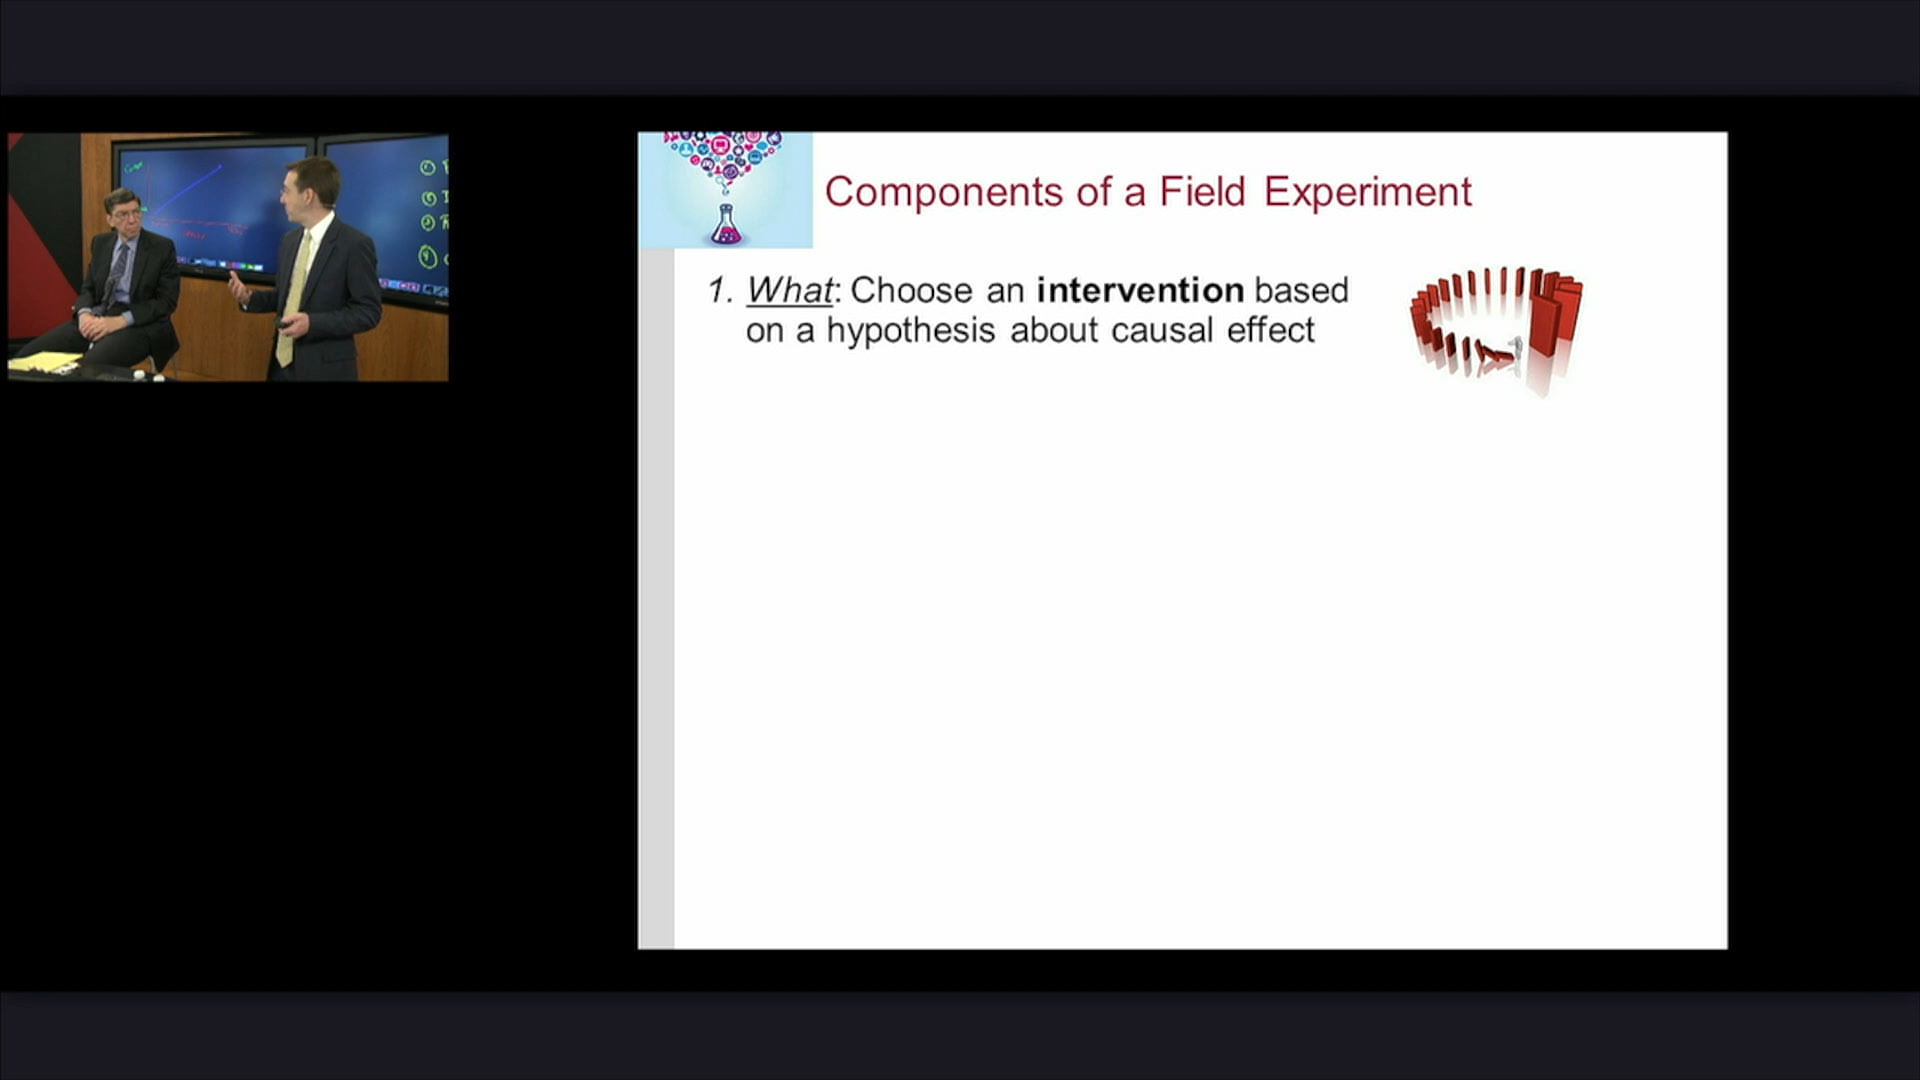 Components of a Field Experiment
1. What: Choose an intervention based
on a hypothesis about causal effect